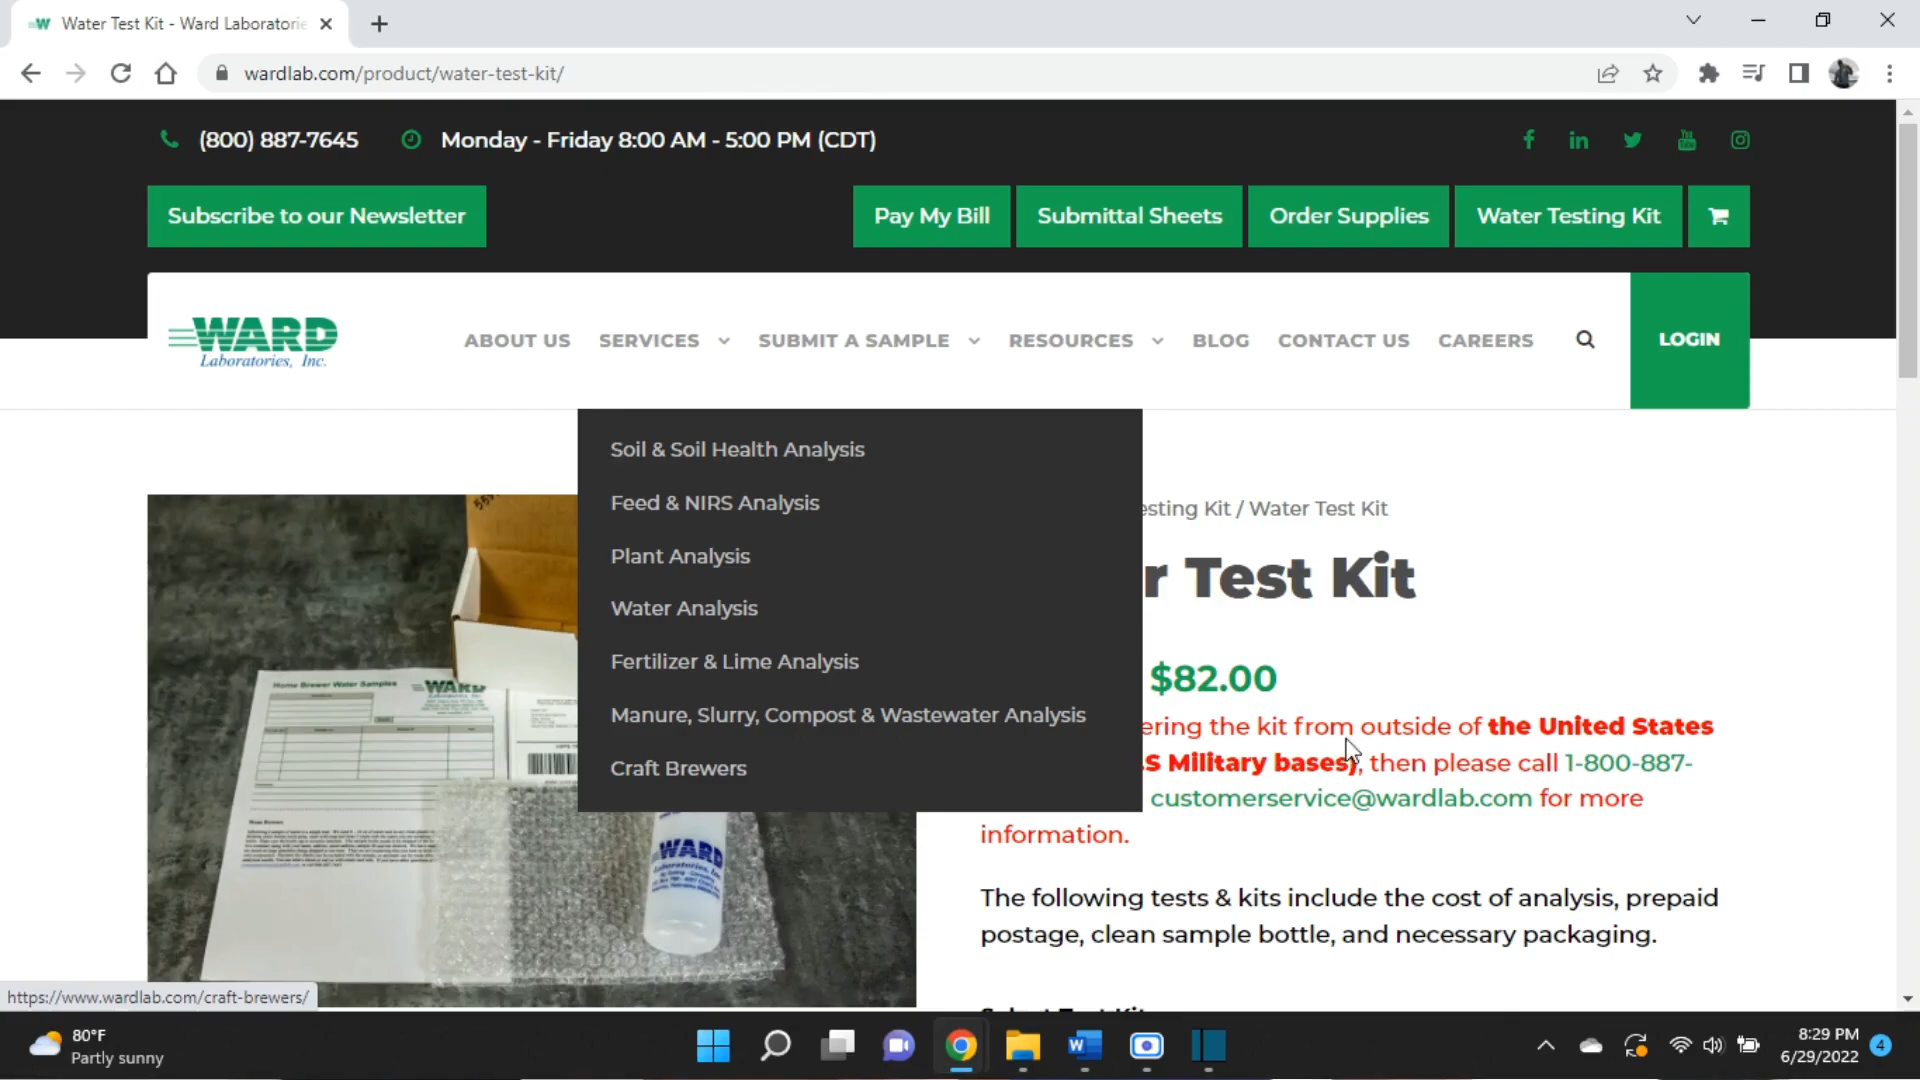 Water Test Kit - Ward Laboratorie
wardlab.com/product/water-test-kit/
(800) 887-7645
Monday - Friday 8:00 AM - 5:00 PM (CDT)
Subscribe to our Newsletter
Pay My Bill
Submittal Sheets
Order Supplies
Water Testing Kit
WARD
Laboratories, Inc.
ABOUT US
SERVICES
SUBMIT A SAMPLE
RESOURCES
BLOG
CONTACT US
CAREERS
LOGIN
Soil & Soil Health Analysis
Feed & NIRS Analysis
Plant Analysis
Water Analysis
Fertilizer & Lime Analysis
Manure, Slurry, Compost & Wastewater Analysis
Craft Brewers
esting Kit / Water Test Kit
r Test Kit
$82.00
ering the kit from outside of the United States
.S Military bases), then please call 1-800-887-
customerservice@wardlab.com for more
information.
The following tests & kits include the cost of analysis, prepaid
postage, clean sample bottle, and necessary packaging.
Home Brewer Water Samples
WARD
WARD
Laboratories, Inc.
https://www.wardlab.com/craft-brewers/
80°F
Partly sunny
8:29 PM
6/29/2022
4